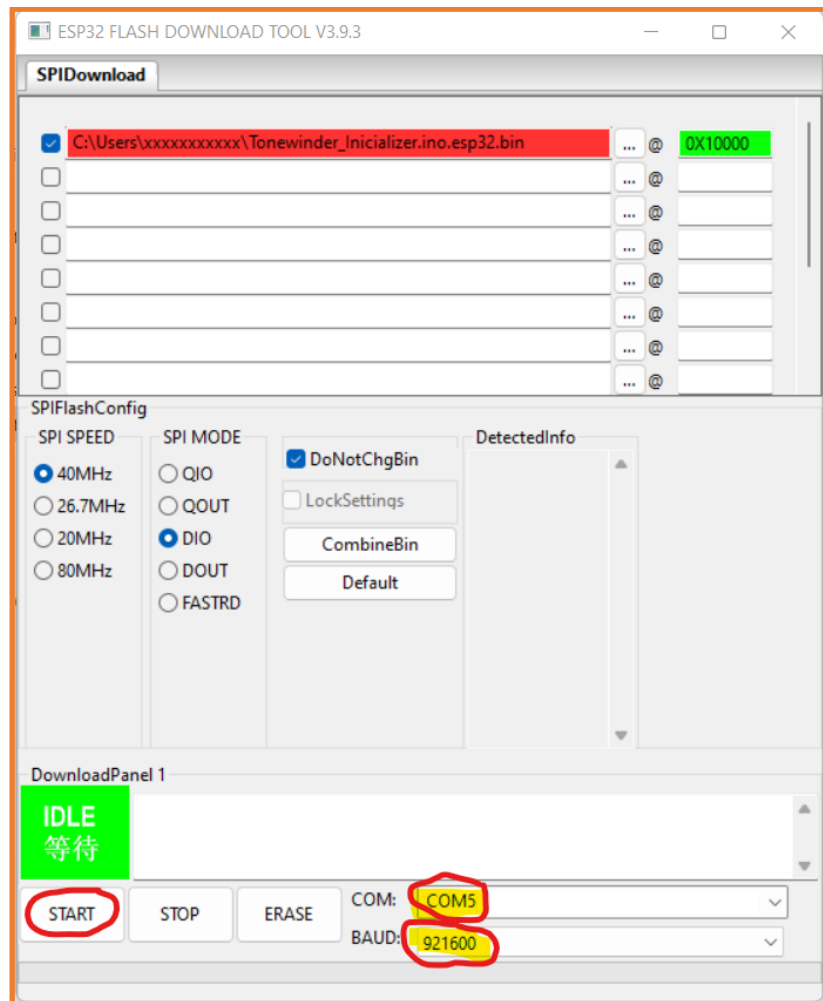 ESP32 FLASH DOWNLOAD TOOL V3.9.3
SPIDownload
C:\Users\xxxxxxxxxxx\Tonewinder_Inicializer.ino.esp32.bin ... @ 0X10000
... @
... @
... @
... @
... @
... @
... @
SPIFlashConfig
SPI SPEED
40MHz
26.7MHz
20MHz
80MHz
SPI MODE
QIO
QOUT
DIO
DOUT
FASTRD
DoNotChgBin
LockSettings
CombineBin
Default
DetectedInfo
DownloadPanel 1
IDLE
等待
START STOP ERASE
COM: COM5
BAUD: 921600